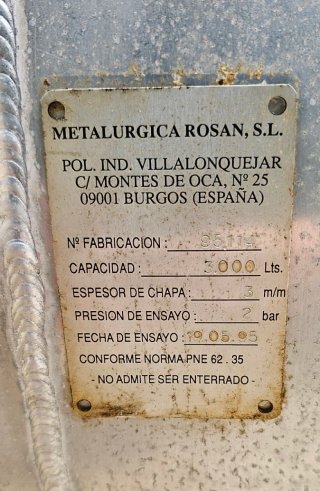 METALURGICA ROSAN, S.L.
POL. IND. VILLALONQUEJAR
C/ MONTES DE OCA, Nº 25
09001 BURGOS (ESPAÑA)
Nº FABRICACION :
CAPACIDAD : 3.000 Lts.
ESPESOR DE CHAPA : 3 m/m
PRESION DE ENSAYO : 2 bar
FECHA DE ENSAYO : 19.05.95
CONFORME NORMA PNE 62 . 35
- NO ADMITE SER ENTERRADO -